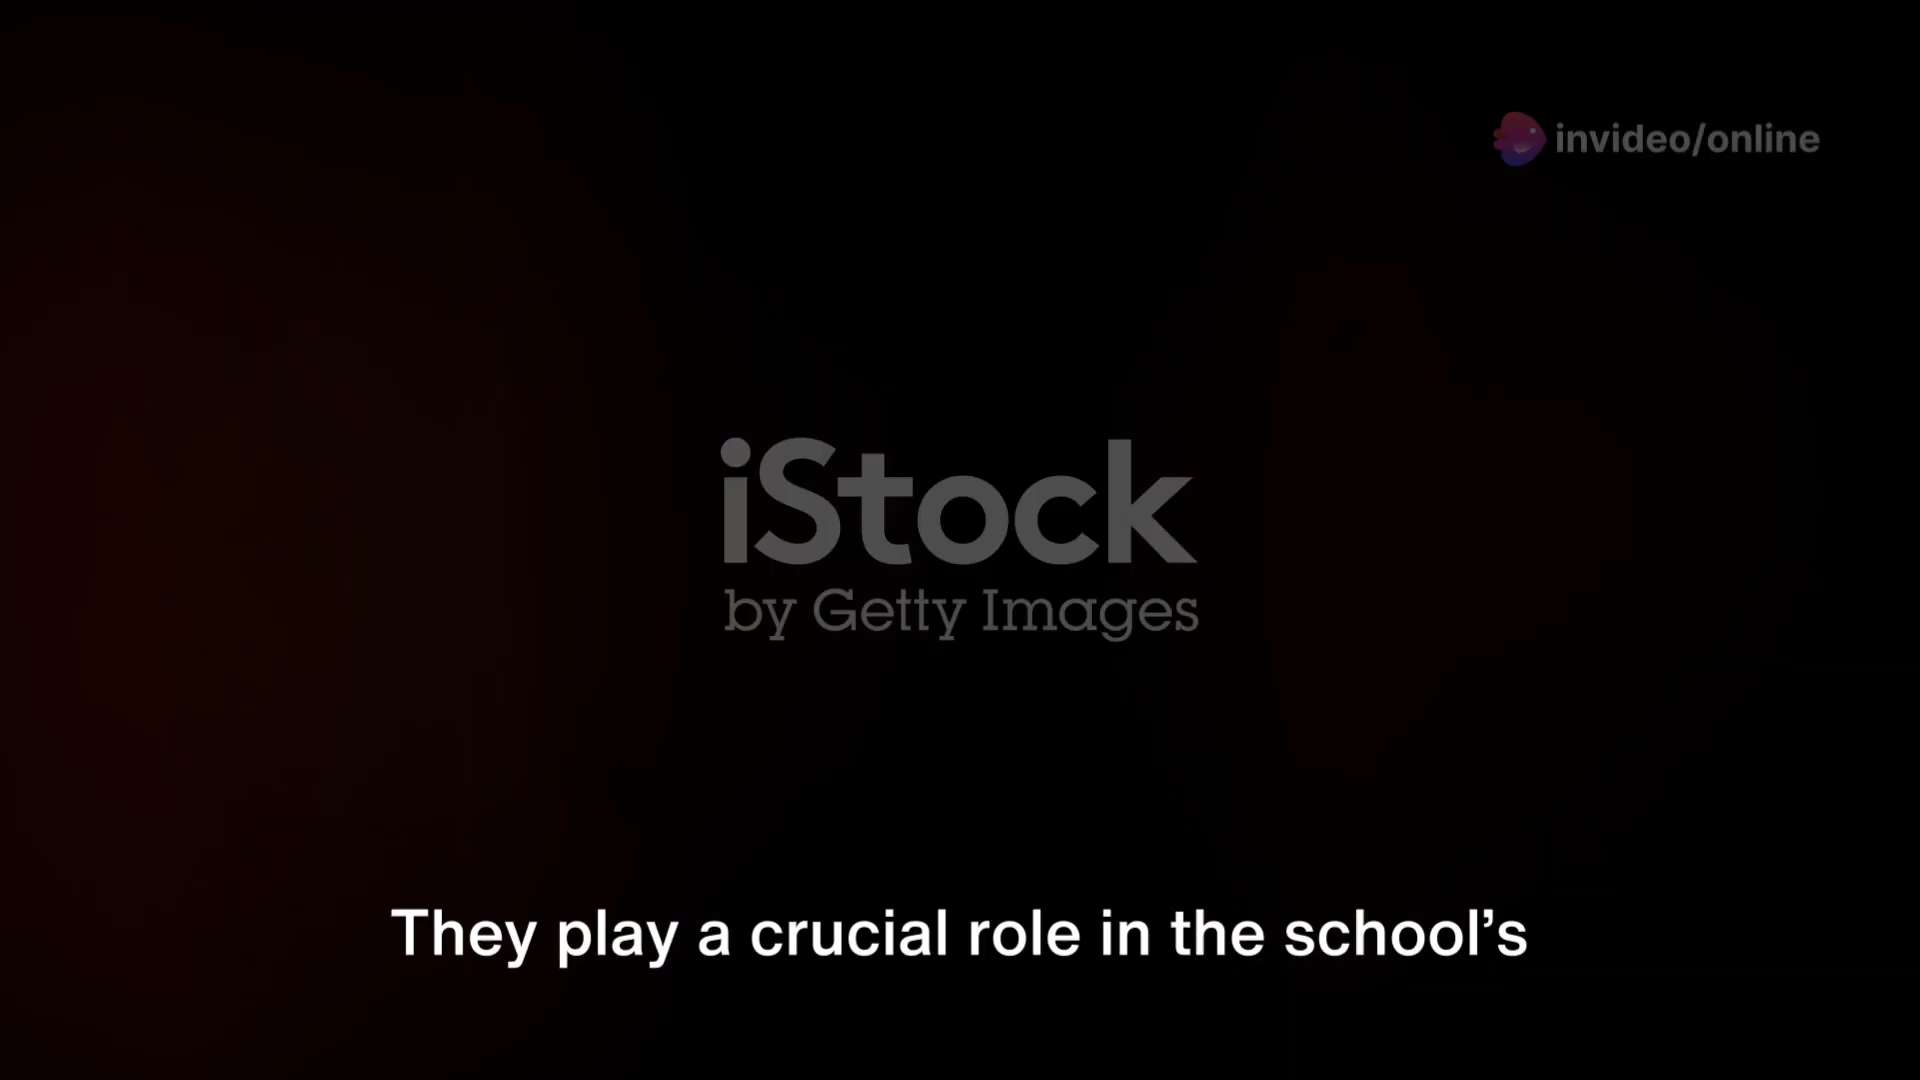 invideo/online
iStock
by Getty Images
They play a crucial role in the school’s